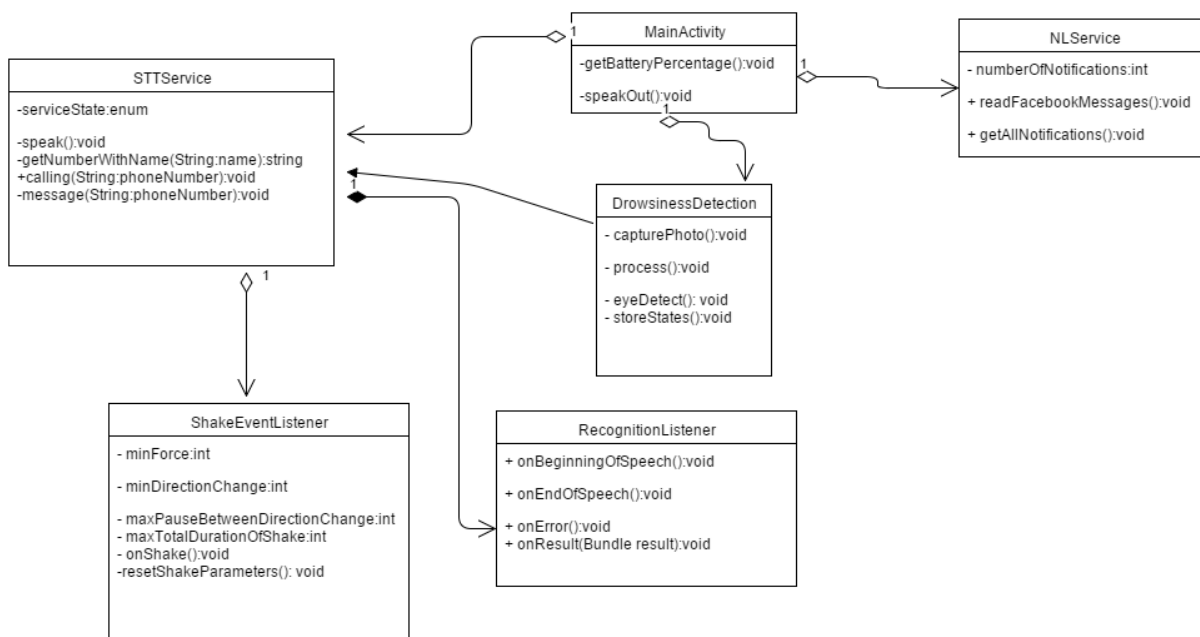 MainActivity
-getBatteryPercentage():void
-speakOut():void
1
1
1
NLService
- numberOfNotifications:int
+ readFacebookMessages():void
+ getAllNotifications():void
STTService
-serviceState:enum
-speak():void
-getNumberWithName(String:name):string
+calling(String:phoneNumber):void
-message(String:phoneNumber):void
1
1
DrowsinessDetection
- capturePhoto():void
- process():void
- eyeDetect(): void
- storeStates():void
ShakeEventListener
- minForce:int
- minDirectionChange:int
- maxPauseBetweenDirectionChange:int
- maxTotalDurationOfShake:int
- onShake():void
-resetShakeParameters(): void
RecognitionListener
+ onBeginningOfSpeech():void
+ onEndOfSpeech():void
+ onError():void
+ onResult(Bundle result):void